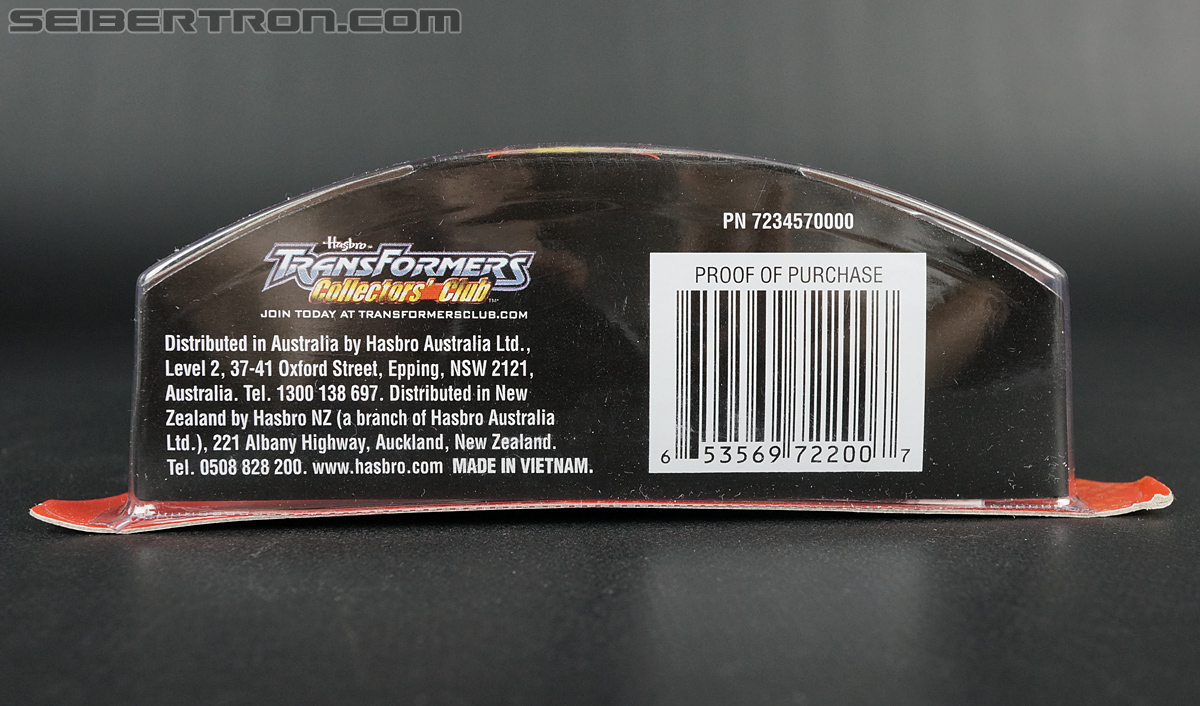 SEIBERTRON.COM
Hasbro
TRANSFORMERS
Collectors' Club™
JOIN TODAY AT TRANSFORMERSCLUB.COM
Distributed in Australia by Hasbro Australia Ltd.,
Level 2, 37-41 Oxford Street, Epping, NSW 2121,
Australia. Tel. 1300 138 697. Distributed in New
Zealand by Hasbro NZ (a branch of Hasbro Australia
Ltd.), 221 Albany Highway, Auckland, New Zealand.
Tel. 0508 828 200. www.hasbro.com MADE IN VIETNAM.
PN 7234570000
PROOF OF PURCHASE
6 53569 72200 7